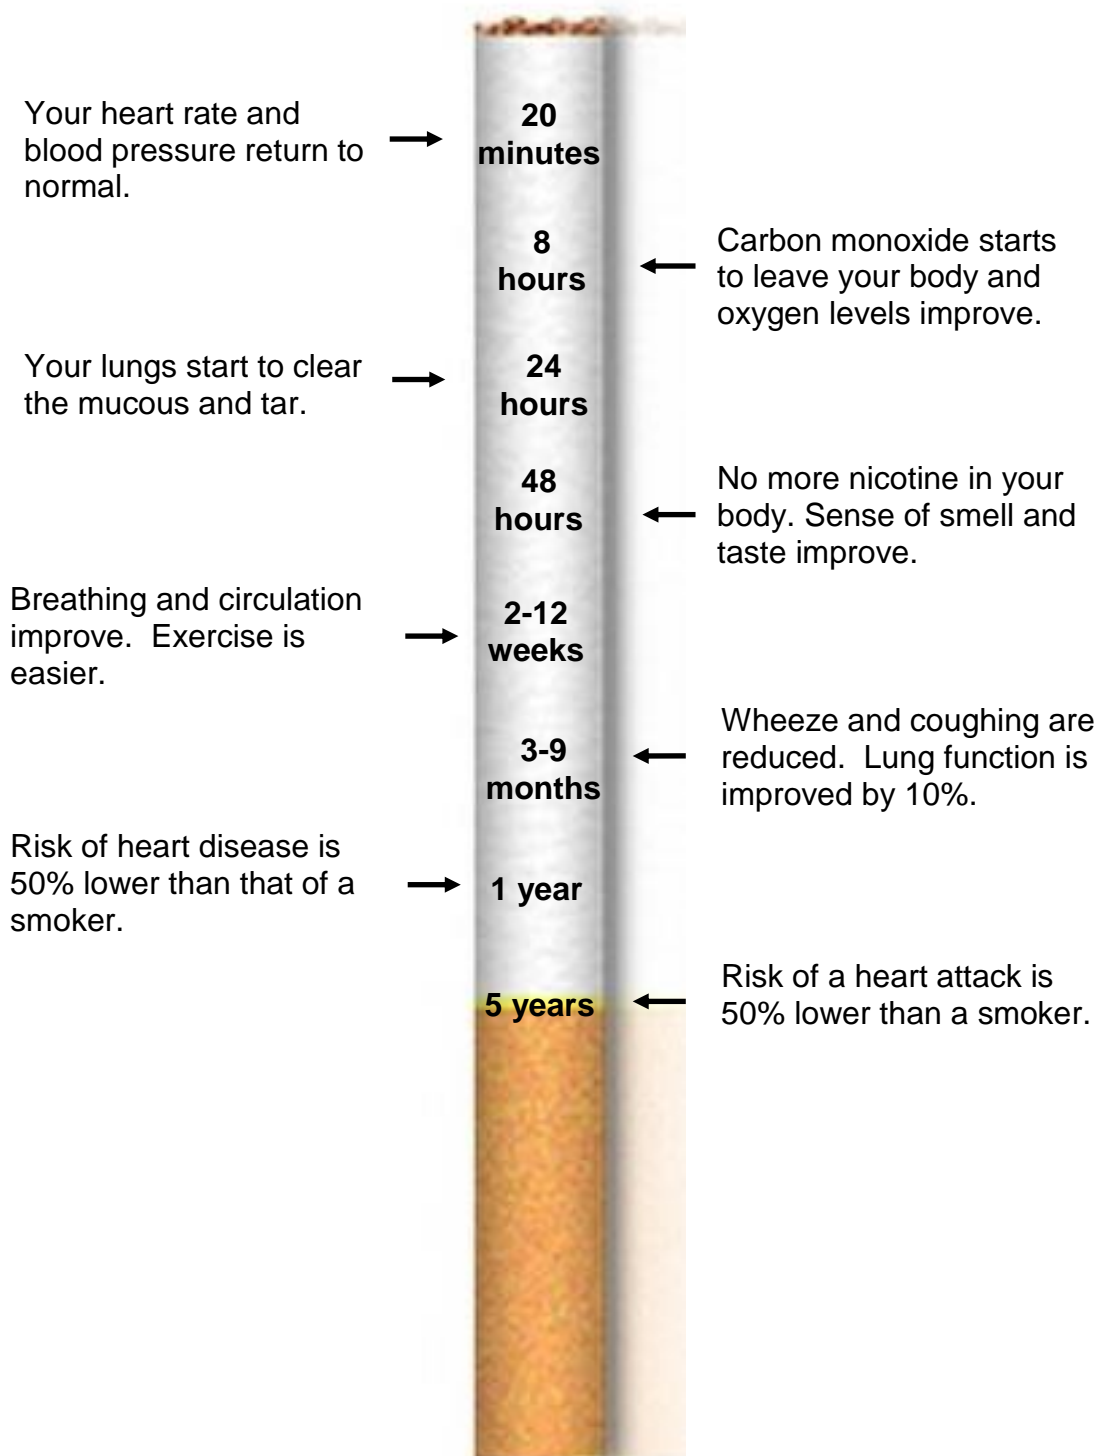 Your heart rate and
blood pressure return to
normal.
20
minutes
8
hours
Carbon monoxide starts
to leave your body and
oxygen levels improve.
Your lungs start to clear
the mucous and tar.
24
hours
48
hours
No more nicotine in your
body. Sense of smell and
taste improve.
Breathing and circulation
improve.  Exercise is
easier.
2-12
weeks
3-9
months
Wheeze and coughing are
reduced.  Lung function is
improved by 10%.
Risk of heart disease is
50% lower than that of a
smoker.
1 year
5 years
Risk of a heart attack is
50% lower than a smoker.